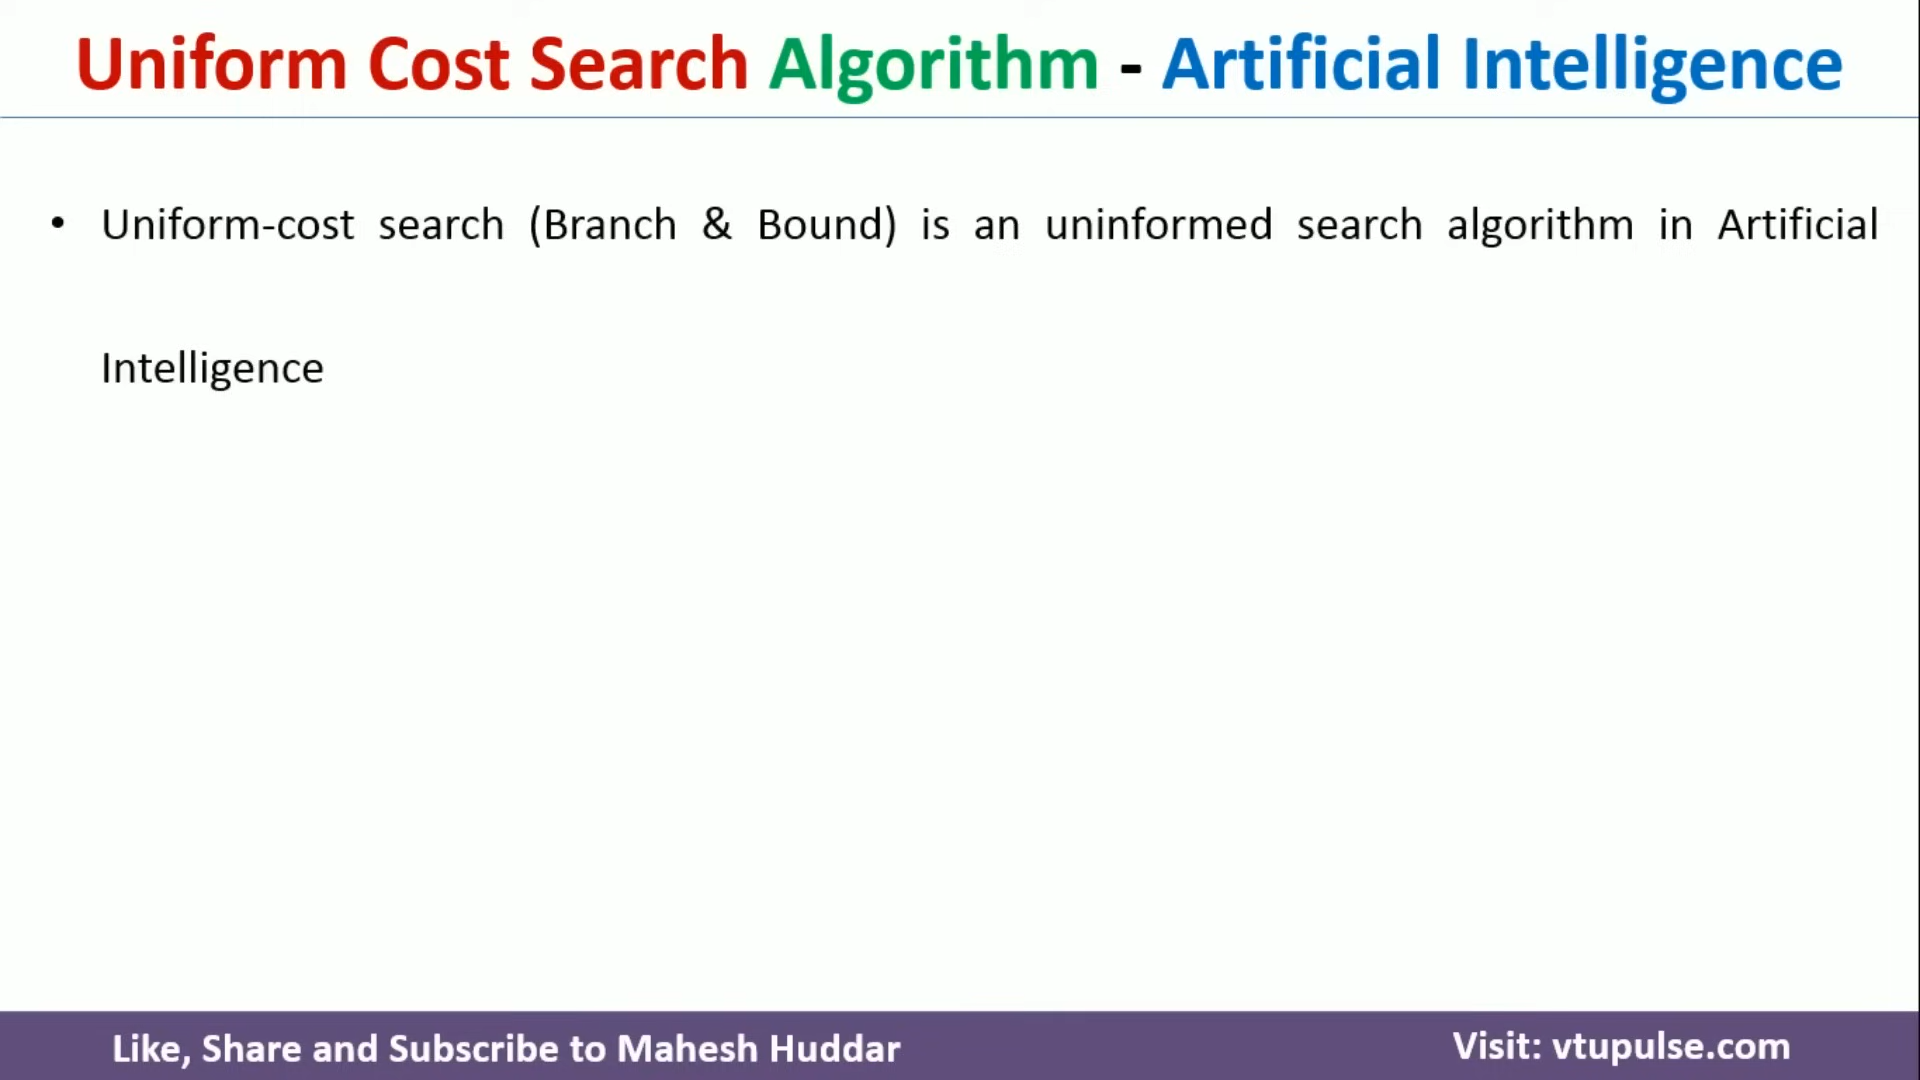 Uniform Cost Search Algorithm - Artificial Intelligence
• Uniform-cost search (Branch & Bound) is an uninformed search algorithm in Artificial
Intelligence
Like, Share and Subscribe to Mahesh Huddar
Visit: vtupulse.com